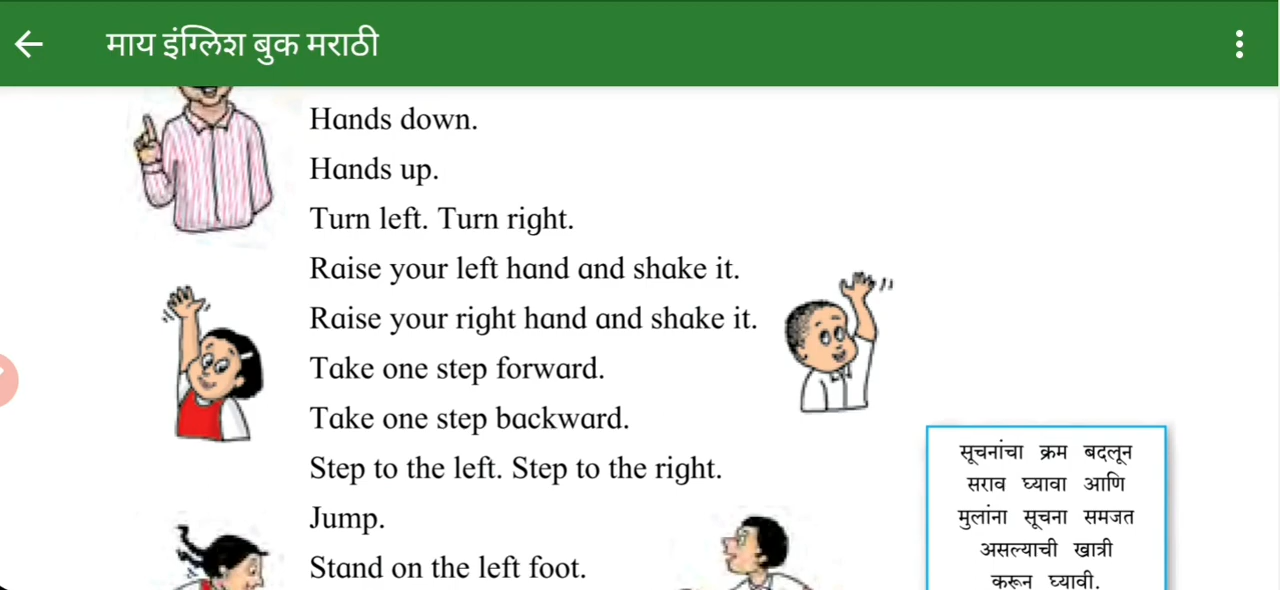 माय इंग्लिश बुक मराठी
Hands down.
Hands up.
Turn left. Turn right.
Raise your left hand and shake it.
Raise your right hand and shake it.
Take one step forward.
Take one step backward.
Step to the left. Step to the right.
Jump.
Stand on the left foot.
सूचनांचा क्रम बदलून
सराव घ्यावा आणि
मुलांना सूचना समजत
असल्याची खात्री
करून घ्यावी.